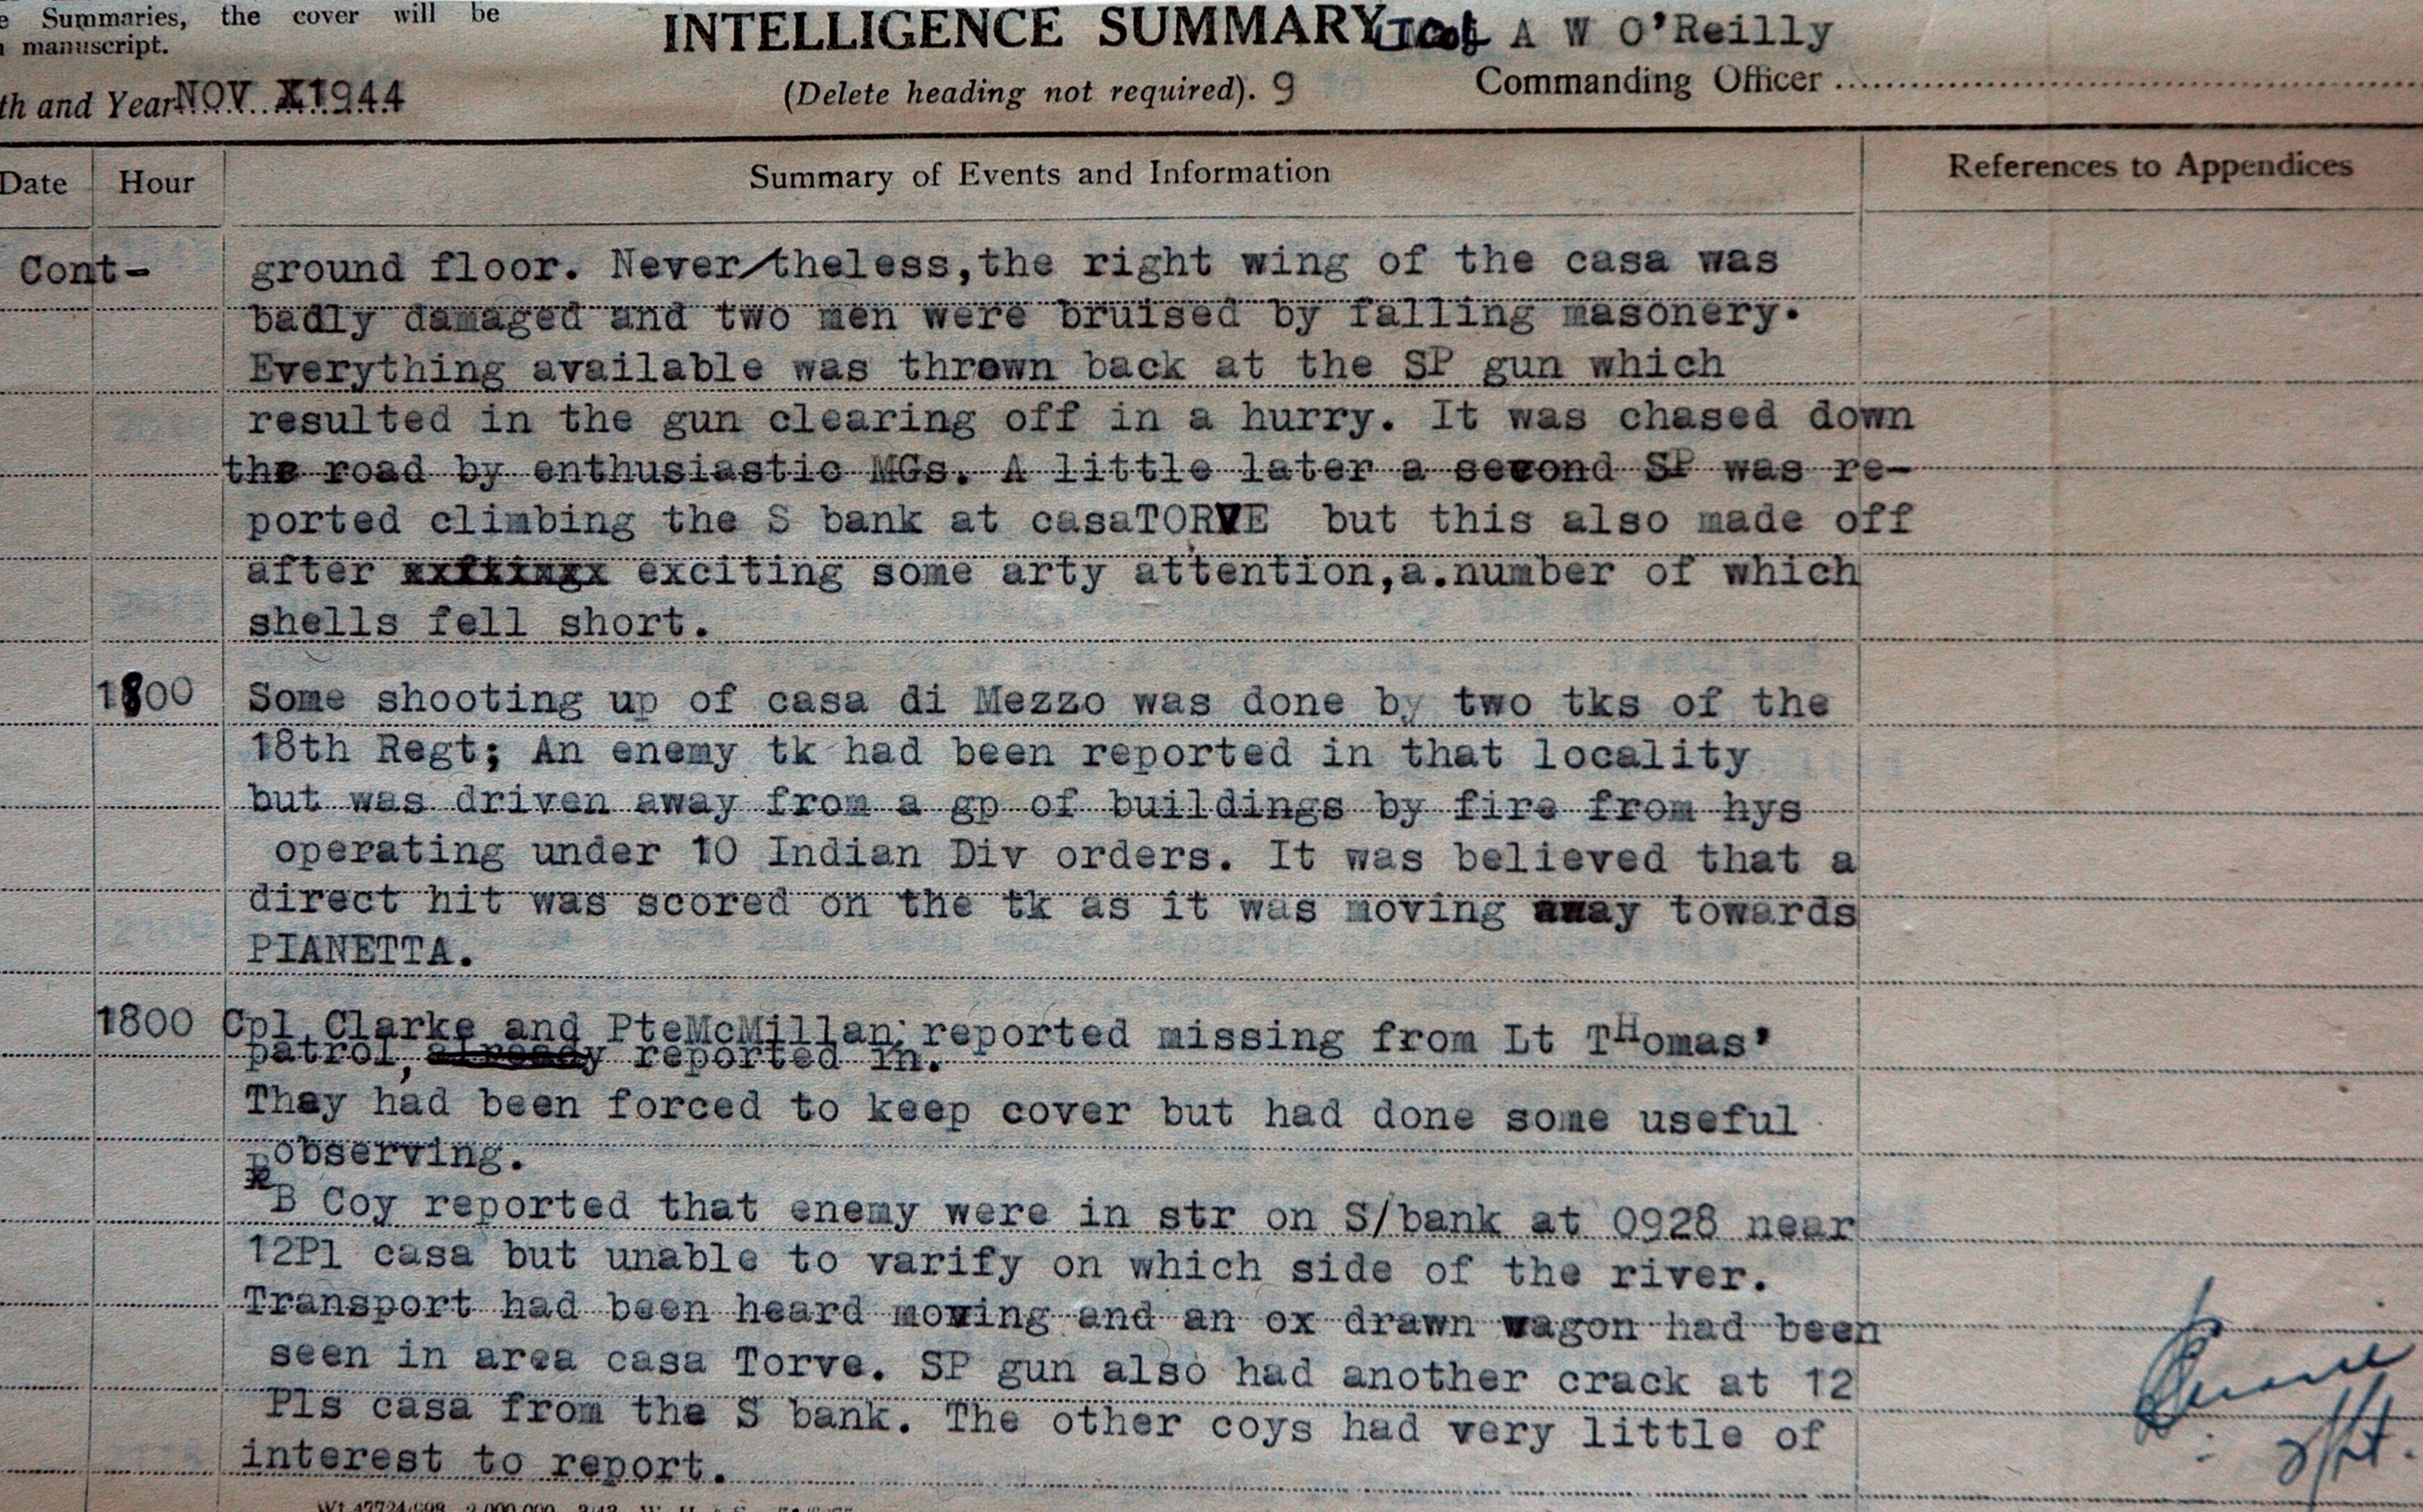 e Summaries, the cover will be
n manuscript.
INTELLIGENCE SUMMARY
A W O'Reilly
(Delete heading not required). 9
Commanding Officer
th and Year NOV X1944
Date Hour Summary of Events and Information References to Appendices
Cont- ground floor. Never/theless,the right wing of the casa was
badly damaged and two men were bruised by falling masonery.
Everything available was thrown back at the SP gun which
resulted in the gun clearing off in a hurry. It was chased down
the road by enthusiastic MGs. A little later a second SP was re-
ported climbing the S bank at casaTORVE but this also made off
after exciting some arty attention,a.number of which
shells fell short.
1800 Some shooting up of casa di Mezzo was done by two tks of the
18th Regt; An enemy tk had been reported in that locality
but was driven away from a gp of buildings by fire from hys
operating under 10 Indian Div orders. It was believed that a
direct hit was scored on the tk as it was moving away towards
PIANETTA.
1800 Cpl Clarke and PteMcMillan reported missing from Lt THomas'
patrol, already reported in.
They had been forced to keep cover but had done some useful
observing.
B Coy reported that enemy were in str on S/bank at 0928 near
12Pl casa but unable to varify on which side of the river.
Transport had been heard moving and an ox drawn wagon had been
seen in area casa Torve. SP gun also had another crack at 12
Pls casa from the S bank. The other coys had very little of
interest to report.